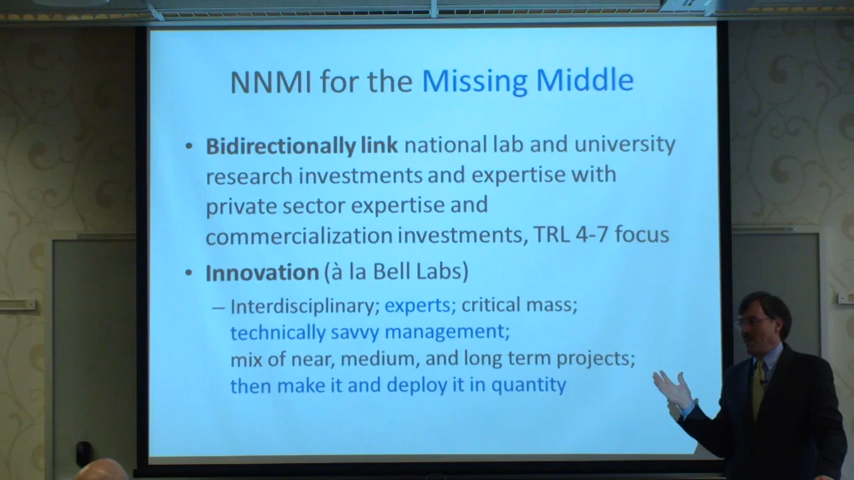 NNMI for the Missing Middle
• Bidirectionally link national lab and university
research investments and expertise with
private sector expertise and
commercialization investments, TRL 4-7 focus
• Innovation (à la Bell Labs)
– Interdisciplinary; experts; critical mass;
technically savvy management;
mix of near, medium, and long term projects;
then make it and deploy it in quantity